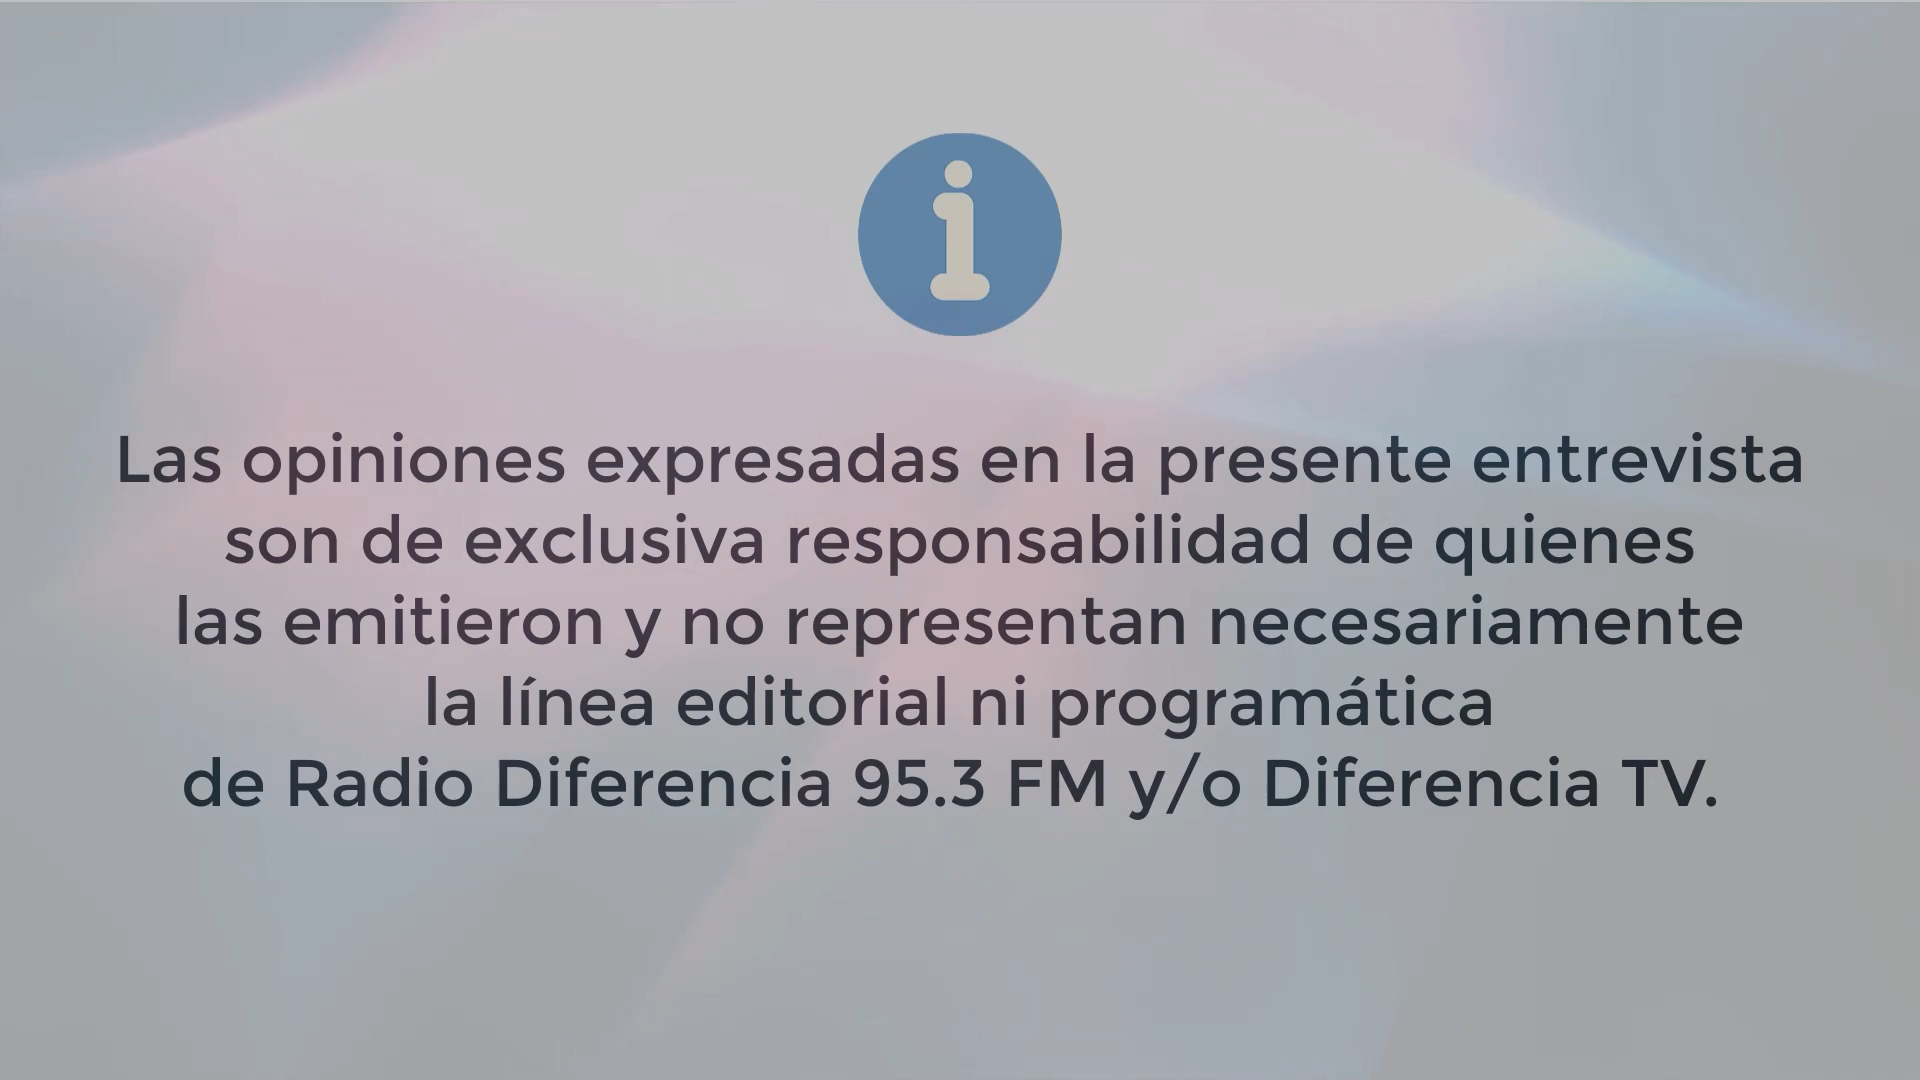 Las opiniones expresadas en la presente entrevista
son de exclusiva responsabilidad de quienes
las emitieron y no representan necesariamente
la línea editorial ni programática
de Radio Diferencia 95.3 FM y/o Diferencia TV.